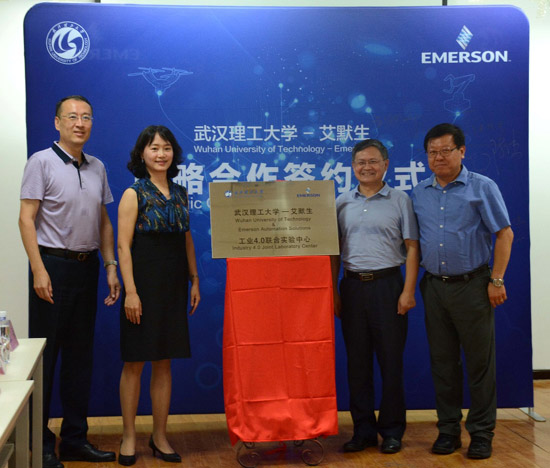 EMERSON
武汉理工大学 – 艾默生
Wuhan University of Technology – Emer
略合作签约 式
EMERSON
武汉理工大学—艾默生
Wuhan University of Technology
&
Emerson Automation Solutions
工业4.0联合实验中心
Industry 4.0 Joint Laboratory Center